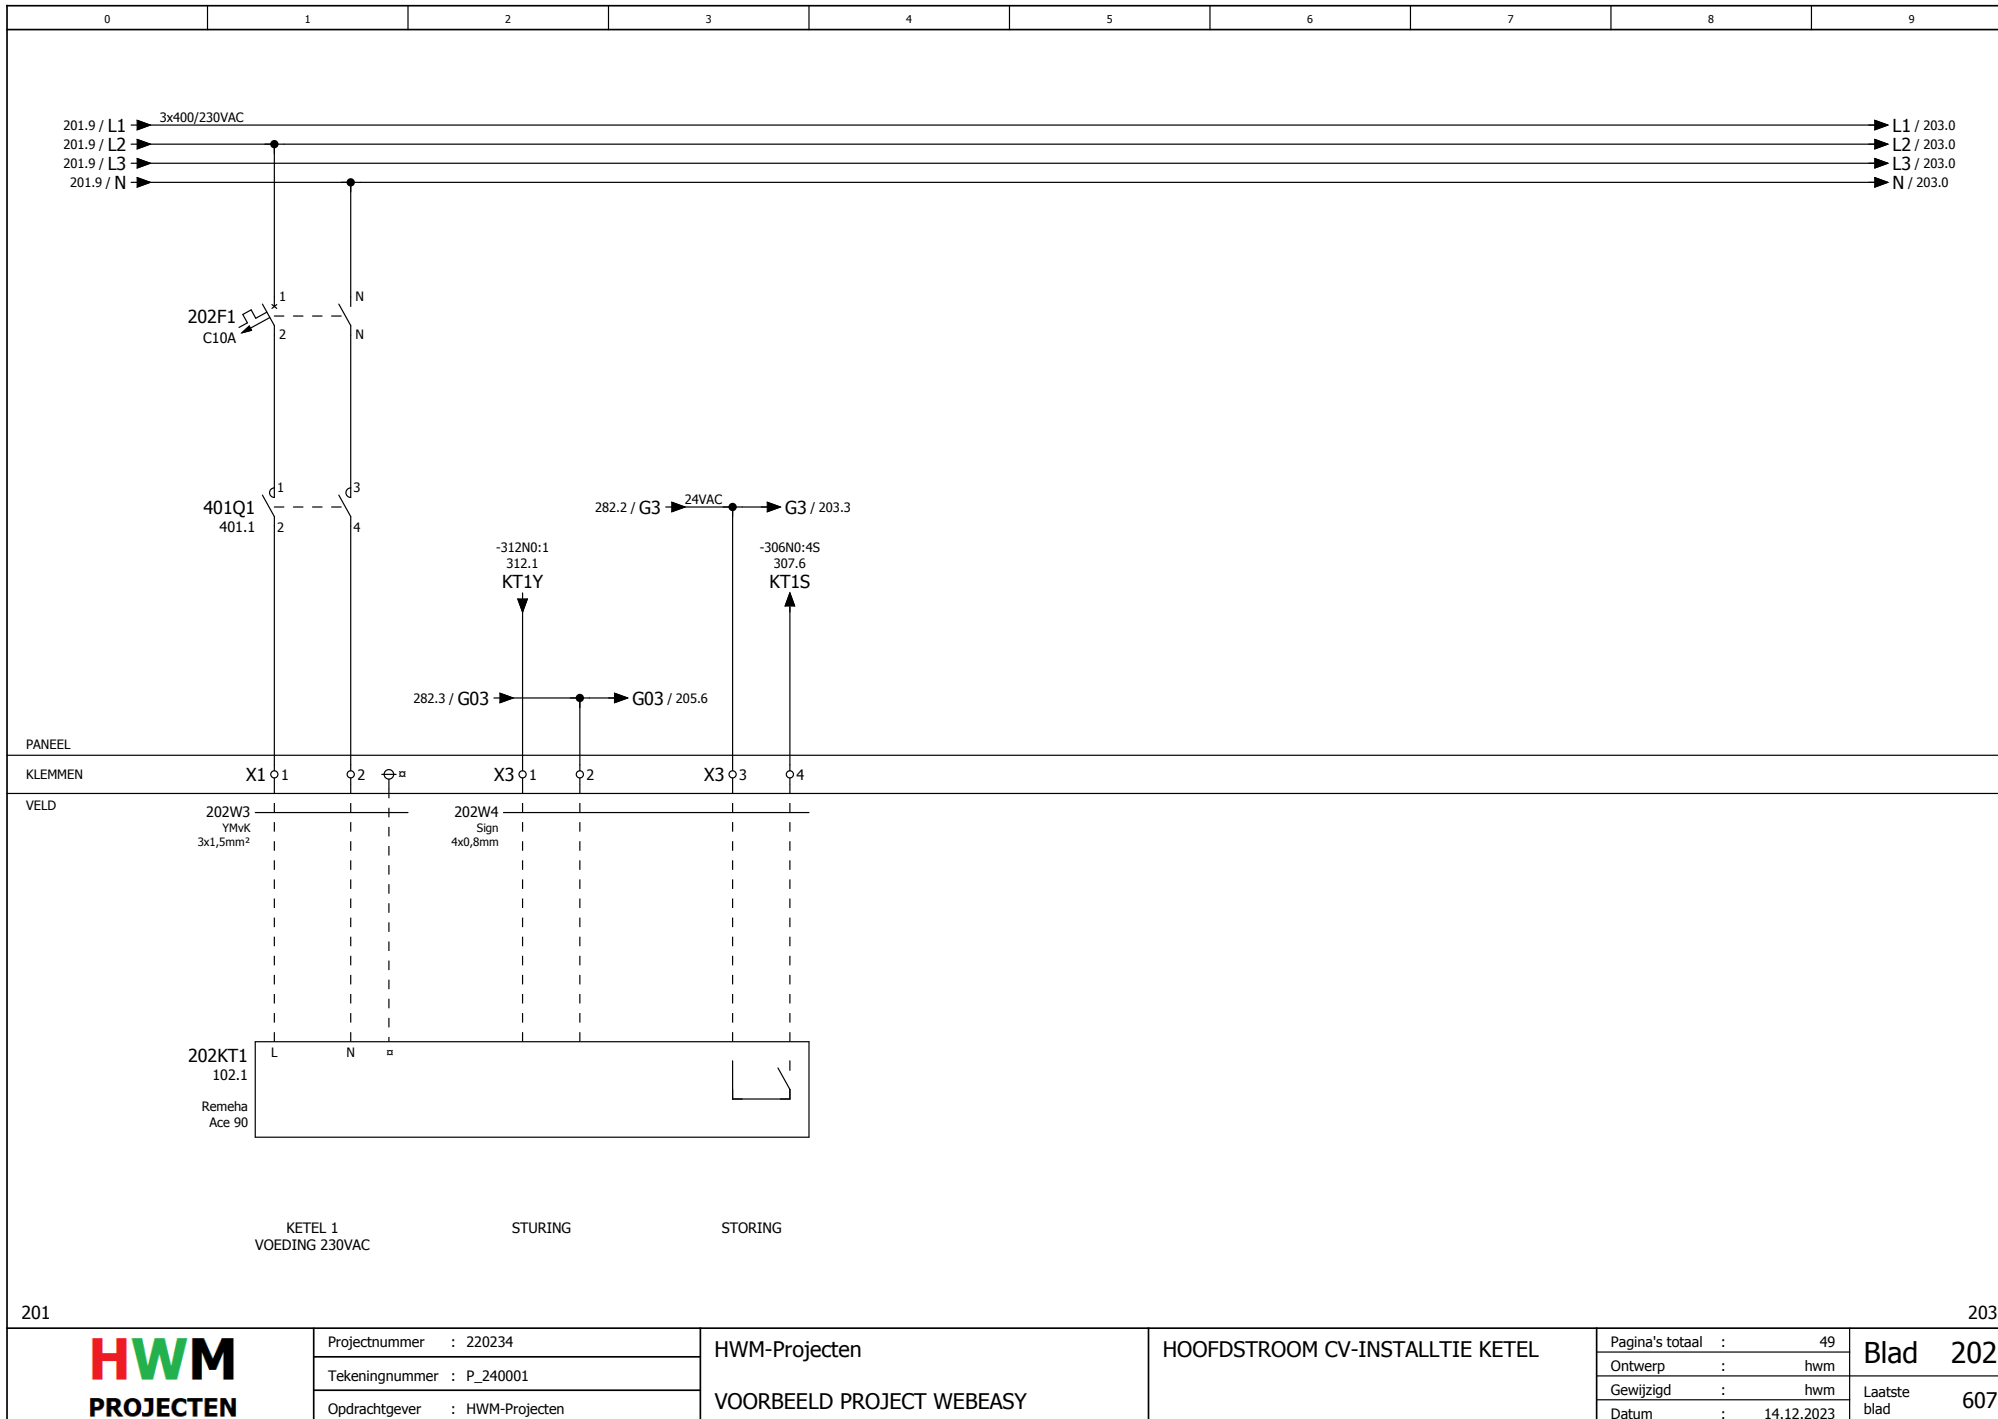 0 1 2 3 4 5 6 7 8 9
3x400/230VAC
201.9 / L1 L1 / 203.0
201.9 / L2 L2 / 203.0
201.9 / L3 L3 / 203.0
201.9 / N N / 203.0
1 N
202F1
C10A 2 N
1 3
401Q1
401.1 2 4
24VAC
282.2 / G3 G3 / 203.3
-312N0:1 -306N0:4S
312.1 307.6
KT1Y KT1S
282.3 / G03 G03 / 205.6
PANEEL
KLEMMEN X1 1 2 ¤ X3 1 2 X3 3 4
VELD
202W3 202W4
YMvK Sign
3x1,5mm² 4x0,8mm
202KT1 L N ¤
102.1
Remeha
Ace 90
KETEL 1 STURING STORING
VOEDING 230VAC
201 203
HWM
PROJECTEN
Projectnummer : 220234
Tekeningnummer : P_240001
Opdrachtgever : HWM-Projecten
HWM-Projecten
VOORBEELD PROJECT WEBEASY
HOOFDSTROOM CV-INSTALLTIE KETEL
Pagina's totaal : 49
Ontwerp : hwm
Gewijzigd : hwm
Datum : 14.12.2023
Blad 202
Laatste blad 607